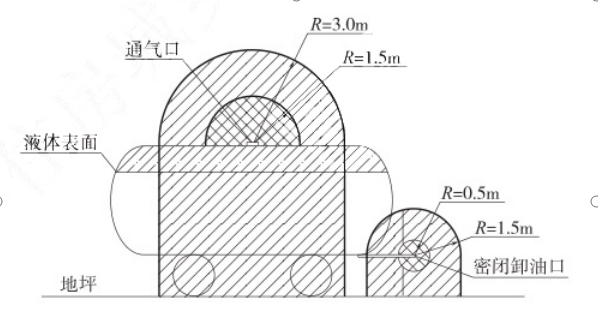 R=3.0m
通气口
R=1.5m
液体表面
R=0.5m
R=1.5m
密闭卸油口
地坪